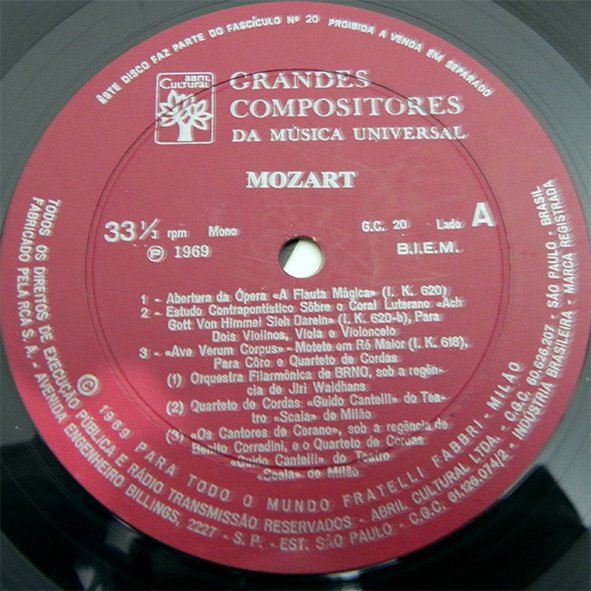 ÊSTE DISCO FAZ PARTE DO FASCÍCULO Nº 20 PROIBIDA A VENDA EM SEPARADO
abril
Cultural
GRANDES
COMPOSITORES
DA MÚSICA UNIVERSAL
MOZART
33 1/3 rpm Mono
G.C. 20 Lado A
Ⓟ 1969
B.I.E.M.
1 - Abertura da Ópera «A Flauta Mágica» (I. K. 620)
2 - Estudo Contrapontístico Sôbre o Coral Luterano «Ach
Gott Von Himmel Sieh Darein» (I. K. 620-b), Para
Dois Violinos, Viola e Violoncelo
3 - «Ave Verum Corpus» - Motete em Ré Maior (I. K. 618),
Para Côro e Quarteto de Cordas
(1) Orquestra Filarmônica de BRNO, sob a regên-
cia de Jiri Waldhans
(2) Quarteto de Cordas «Guido Cantelli» do Tea-
tro «Scala» de Milão
(3) «Os Cantores de Cerano», sob a regência de
Benito Corradini, e o Quarteto de Cordas
«Guido Cantelli» do Teatro
«Scala» de Milão
© 1969 PARA TODO O MUNDO FRATELLI FABBRI - MILÃO
TODOS OS DIREITOS DE EXECUÇÃO PÚBLICA E RÁDIO TRANSMISSÃO RESERVADOS - ABRIL CULTURAL LTDA. - C.G.C. 60.626.207 - SÃO PAULO - BRASIL
FABRICADO PELA RCA S.A. - AVENIDA ENGENHEIRO BILLINGS, 2227 - S. P. - EST. SÃO PAULO - C.G.C. 61.126.074/2 - INDÚSTRIA BRASILEIRA - MARCA REGISTRADA